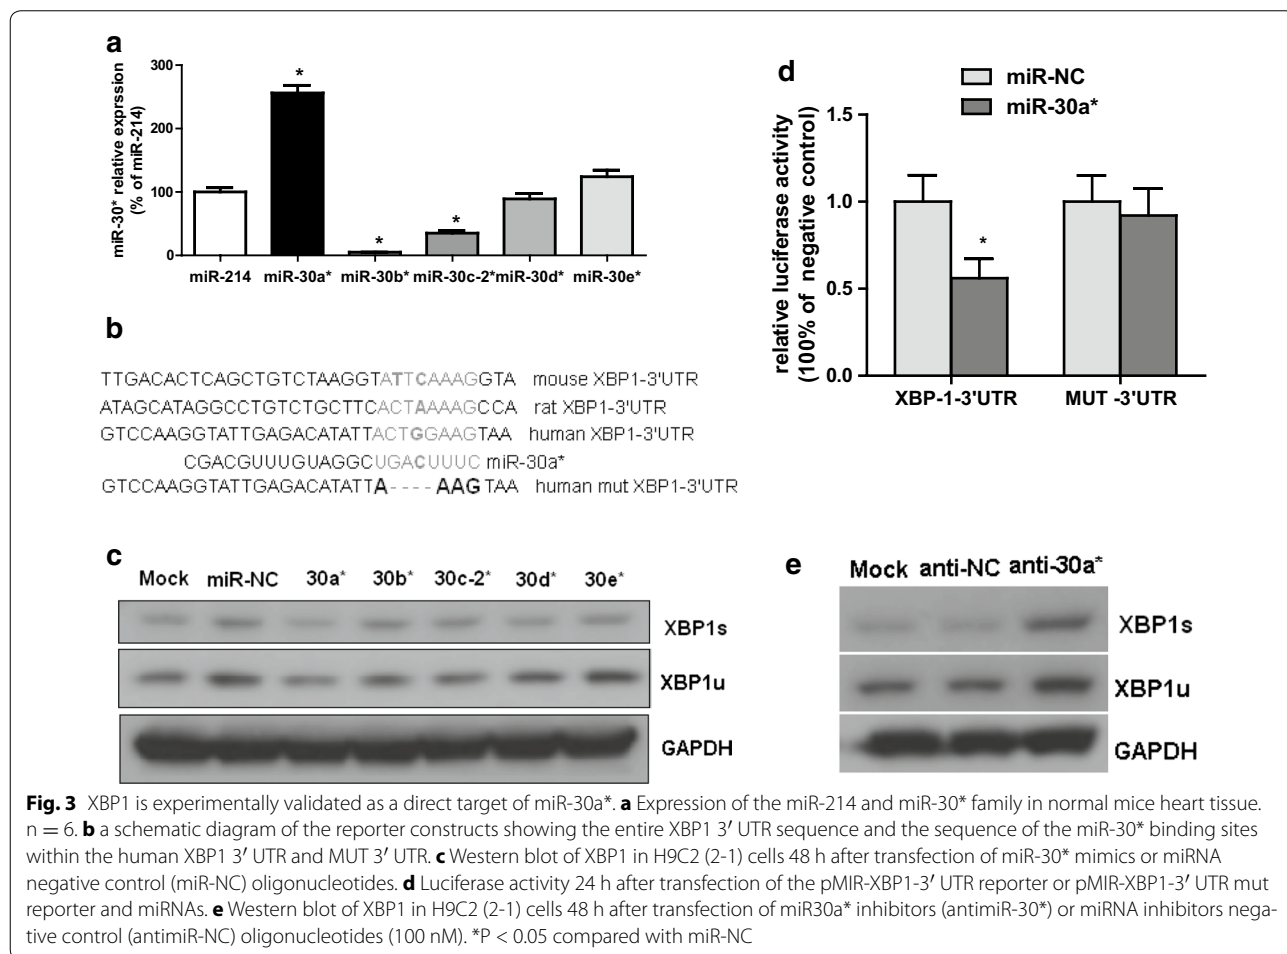 a
miR-30* relative exprssion
(% of miR-214)
300
200
100
0
*
*
*
miR-214 miR-30a* miR-30b* miR-30c-2* miR-30d* miR-30e*
b
TTGACACTCAGCTGTCTAAGGTATTCAAAGGTA mouse XBP1-3'UTR
ATAGCATAGGCCTGTCTGCTTCACTAAAAGCCA rat XBP1-3'UTR
GTCCAAGGTATTGAGACATATTACTGGAAGTAA human XBP1-3'UTR
CGACGUUUGUAGGCUGACUUUC miR-30a*
GTCCAAGGTATTGAGACATATTA----AAGTAA human mut XBP1-3'UTR
c
Mock miR-NC 30a* 30b* 30c-2* 30d* 30e*
XBP1s
XBP1u
GAPDH
d
miR-NC
miR-30a*
relative luciferase activity
(100% of negative control)
1.5
1.0
0.5
0.0
*
XBP-1-3'UTR MUT -3'UTR
e
Mock anti-NC anti-30a*
XBP1s
XBP1u
GAPDH
Fig. 3 XBP1 is experimentally validated as a direct target of miR-30a*. a Expression of the miR-214 and miR-30* family in normal mice heart tissue.
n = 6. b a schematic diagram of the reporter constructs showing the entire XBP1 3′ UTR sequence and the sequence of the miR-30* binding sites
within the human XBP1 3′ UTR and MUT 3′ UTR. c Western blot of XBP1 in H9C2 (2-1) cells 48 h after transfection of miR-30* mimics or miRNA
negative control (miR-NC) oligonucleotides. d Luciferase activity 24 h after transfection of the pMIR-XBP1-3′ UTR reporter or pMIR-XBP1-3′ UTR mut
reporter and miRNAs. e Western blot of XBP1 in H9C2 (2-1) cells 48 h after transfection of miR30a* inhibitors (antimiR-30*) or miRNA inhibitors nega-
tive control (antimiR-NC) oligonucleotides (100 nM). *P < 0.05 compared with miR-NC